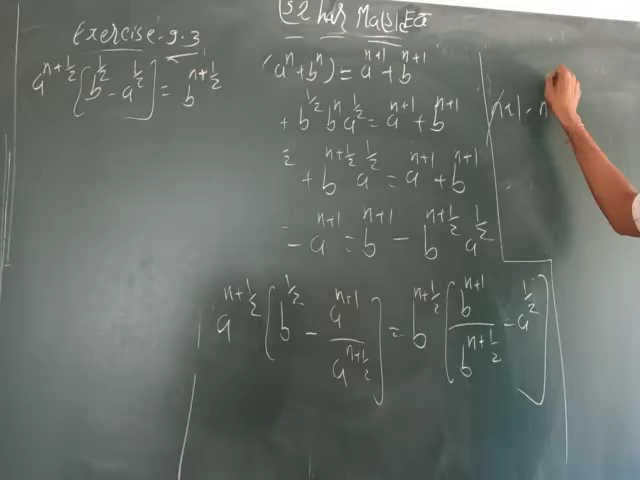 Exercise-9.3
a^{n+1/2} [b^{1/2} - a^{1/2}] = b^{n+1/2}
(a^n + b^n) = a^{n+1} + b^{n+1}
+ b^{1/2} b^n a^{1/2} = a^{n+1} + b^{n+1}
+ b^{n+1/2} a^{1/2} = a^{n+1} + b^{n+1}
- a^{n+1} = b^{n+1} - b^{n+1/2} a^{1/2}
a^{n+1/2} [b^{1/2} - a^{n+1}/a^{n+1/2}] = b^{n+1/2} [b^{n+1}/b^{n+1/2} - a^{1/2}]
n+1 - n